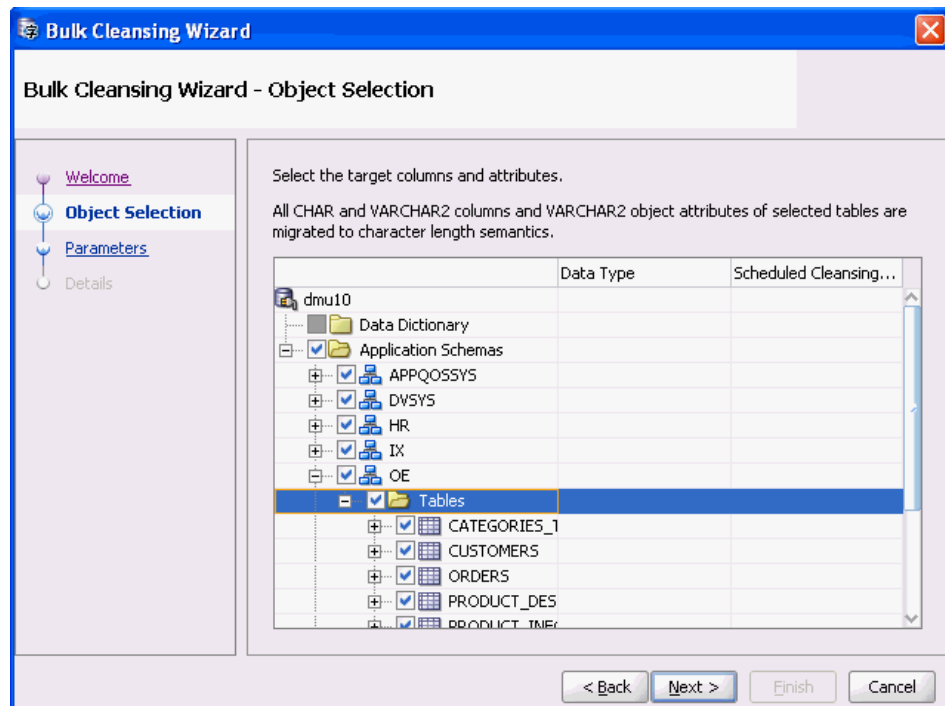 Bulk Cleansing Wizard
Bulk Cleansing Wizard - Object Selection
Welcome
Object Selection
Parameters
Details
Select the target columns and attributes.
All CHAR and VARCHAR2 columns and VARCHAR2 object attributes of selected tables are
migrated to character length semantics.
Data Type
Scheduled Cleansing...
dmu10
Data Dictionary
Application Schemas
APPQOSSYS
DVSYS
HR
IX
OE
Tables
CATEGORIES_T
CUSTOMERS
ORDERS
PRODUCT_DES
PRODUCT_INF
< Back
Next >
Finish
Cancel